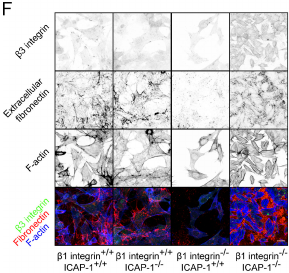 F
β3 integrin
Extracellular
fibronectin
F-actin
β3 integrin
Fibronectin
F-actin
β1 integrin+/+
ICAP-1+/+
β1 integrin+/+
ICAP-1-/-
β1 integrin-/-
ICAP-1+/+
β1 integrin-/-
ICAP-1-/-